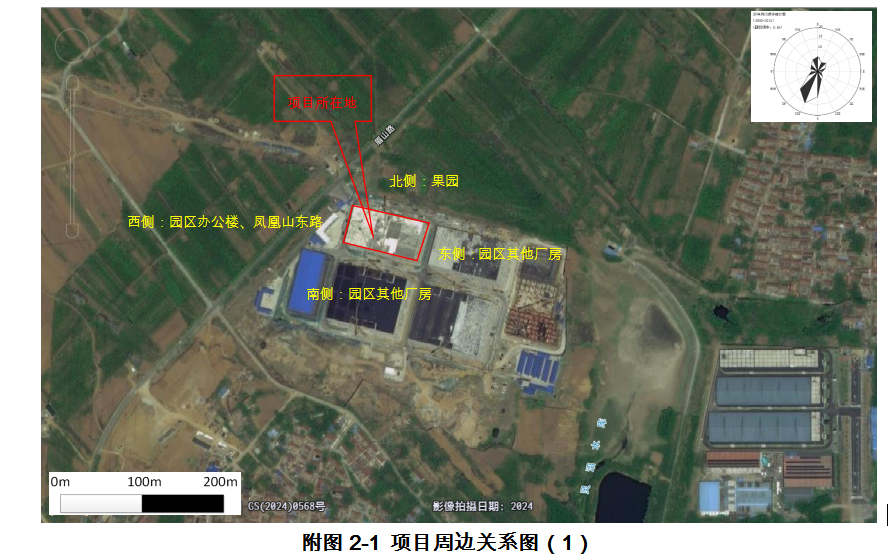 项目所在地
眉山路
北侧：果园
西侧：园区办公楼、凤凰山东路
东侧：园区其他厂房
南侧：园区其他厂房
0m 100m 200m
GS(2024)0568号
影像拍摄日期: 2024
附图 2-1 项目周边关系图（1）